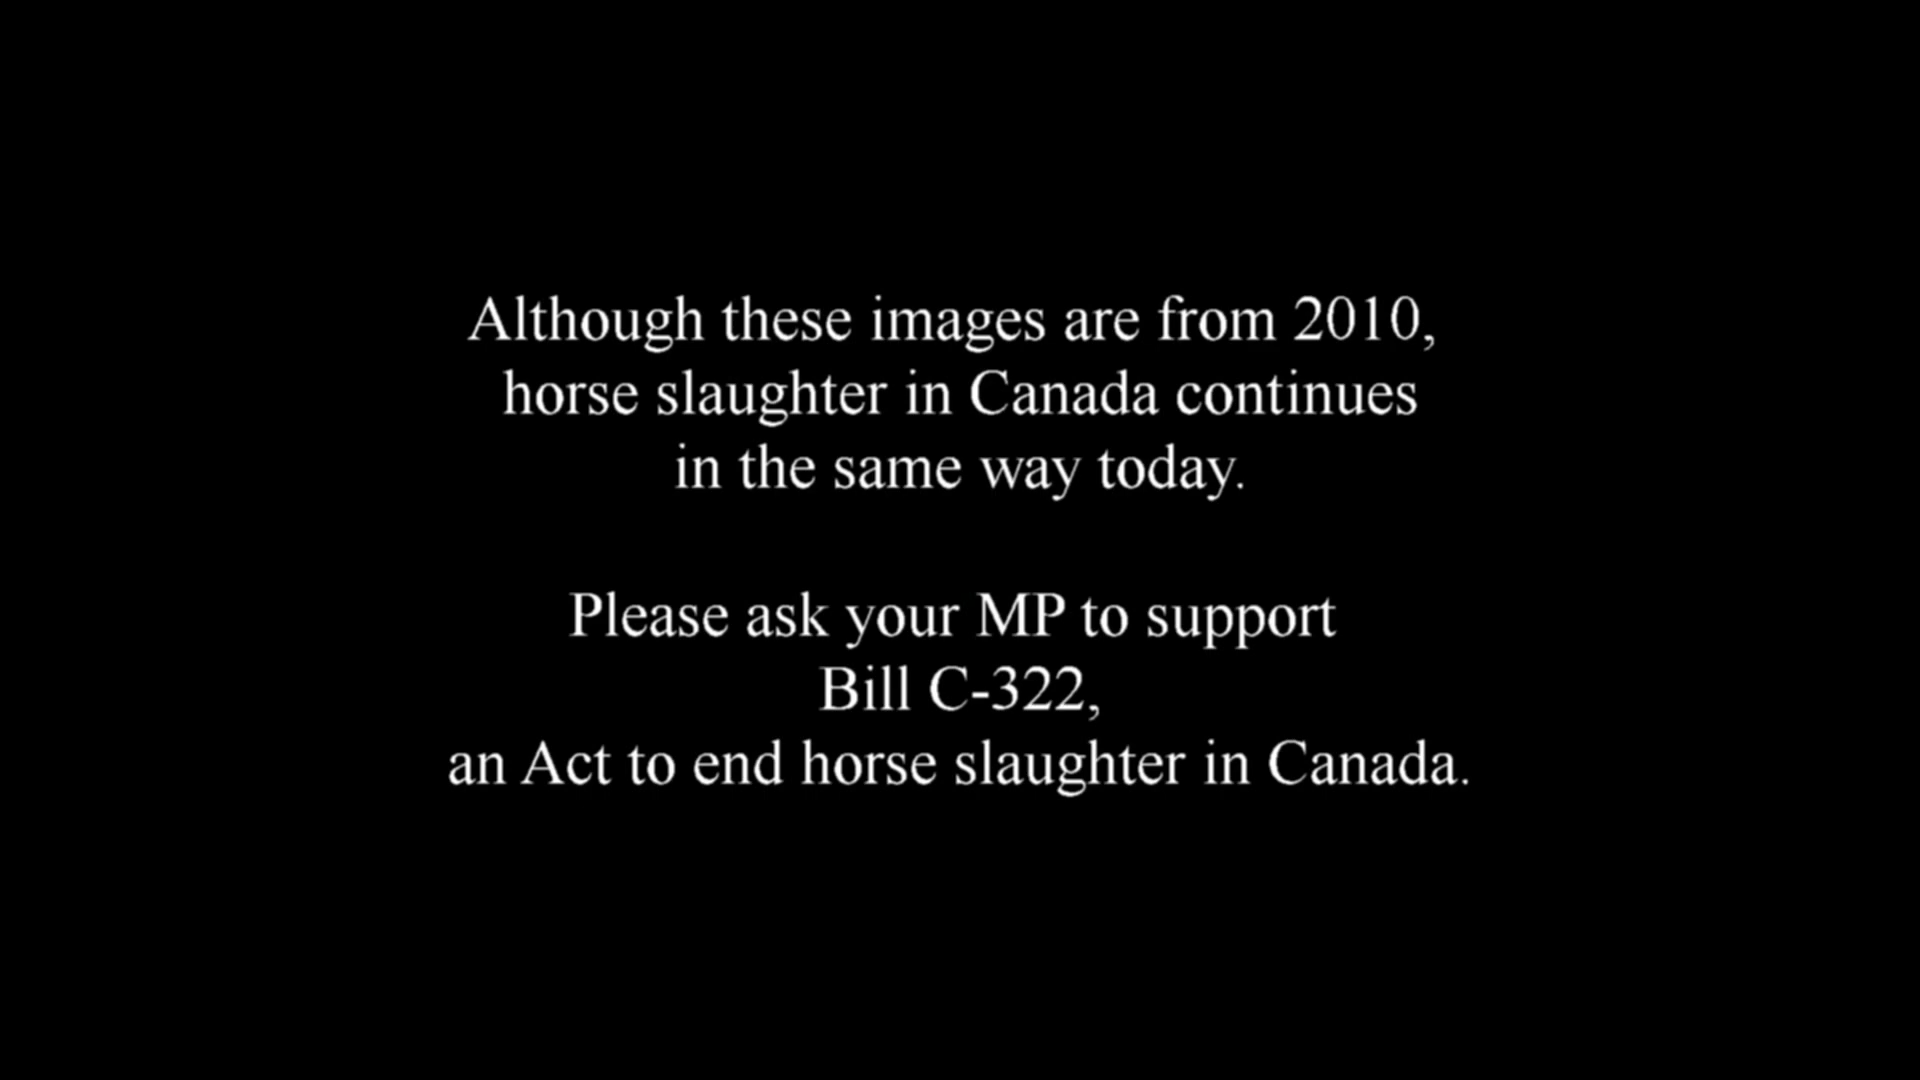 Although these images are from 2010,
horse slaughter in Canada continues
in the same way today.
Please ask your MP to support
Bill C-322,
an Act to end horse slaughter in Canada.